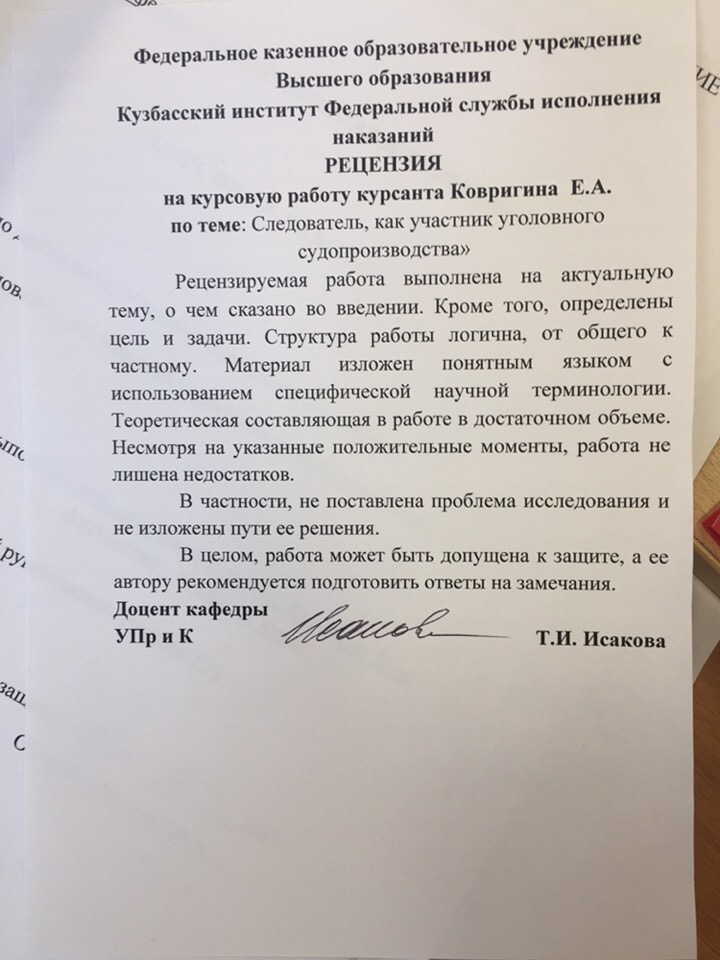 Федеральное казенное образовательное учреждение
Высшего образования
Кузбасский институт Федеральной службы исполнения
наказаний
РЕЦЕНЗИЯ
на курсовую работу курсанта Ковригина Е.А.
по теме: Следователь, как участник уголовного
судопроизводства»
Рецензируемая работа выполнена на актуальную
тему, о чем сказано во введении. Кроме того, определены
цель и задачи. Структура работы логична, от общего к
частному. Материал изложен понятным языком с
использованием специфической научной терминологии.
Теоретическая составляющая в работе в достаточном объеме.
Несмотря на указанные положительные моменты, работа не
лишена недостатков.
В частности, не поставлена проблема исследования и
не изложены пути ее решения.
В целом, работа может быть допущена к защите, а ее
автору рекомендуется подготовить ответы на замечания.
Доцент кафедры
УПр и К Т.И. Исакова